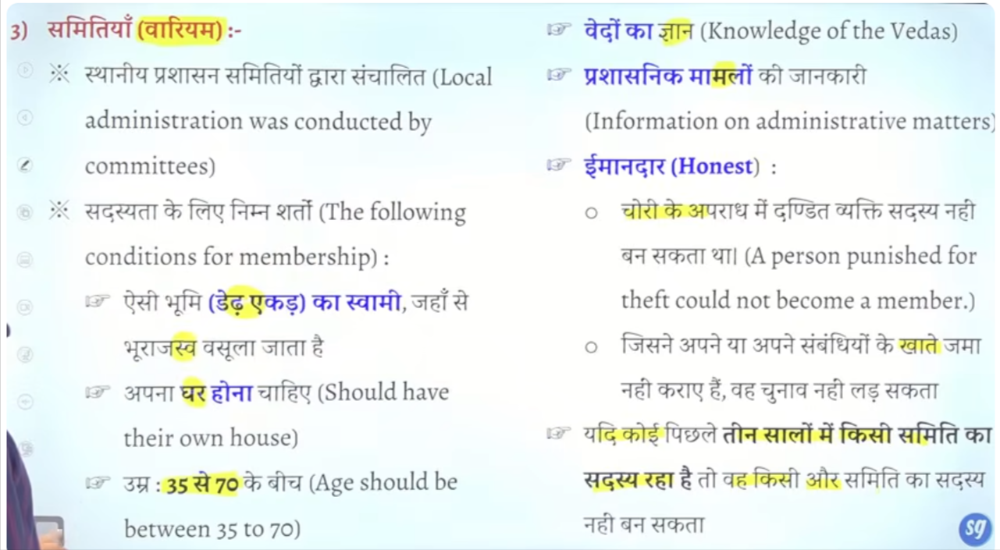 3) समितियाँ (वारियम) :-
※ स्थानीय प्रशासन समितियों द्वारा संचालित (Local
administration was conducted by
committees)
※ सदस्यता के लिए निम्न शर्तों (The following
conditions for membership) :
☞ ऐसी भूमि (डेढ़ एकड़) का स्वामी, जहाँ से
भूराजस्व वसूला जाता है
☞ अपना घर होना चाहिए (Should have
their own house)
☞ उम्र : 35 से 70 के बीच (Age should be
between 35 to 70)
☞ वेदों का ज्ञान (Knowledge of the Vedas)
☞ प्रशासनिक मामलों की जानकारी
(Information on administrative matters)
☞ ईमानदार (Honest) :
○ चोरी के अपराध में दण्डित व्यक्ति सदस्य नहीं
बन सकता था। (A person punished for
theft could not become a member.)
○ जिसने अपने या अपने संबंधियों के खाते जमा
नहीं कराए हैं, वह चुनाव नहीं लड़ सकता
☞ यदि कोई पिछले तीन सालों में किसी समिति का
सदस्य रहा है तो वह किसी और समिति का सदस्य
नहीं बन सकता
sg